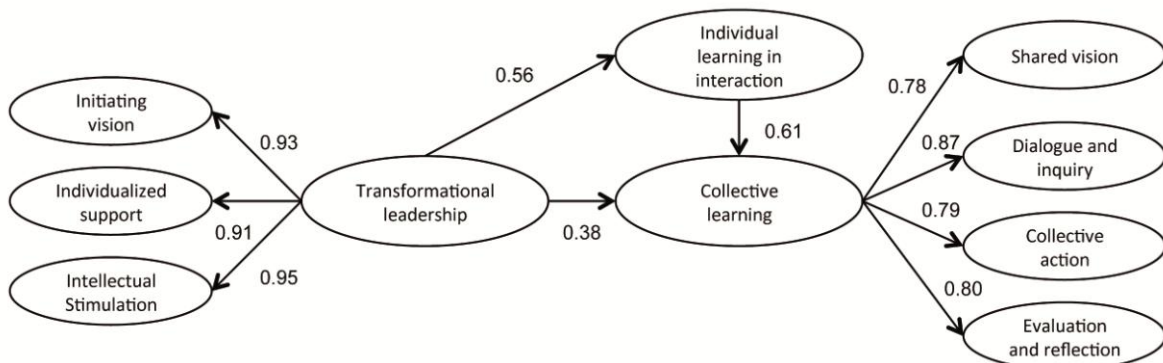 Initiating
vision
Individualized
support
Intellectual
Stimulation
0.93
0.91
0.95
Transformational
leadership
0.56
0.38
Individual
learning in
interaction
0.61
Collective
learning
0.78
0.87
0.79
0.80
Shared vision
Dialogue and
inquiry
Collective
action
Evaluation
and reflection